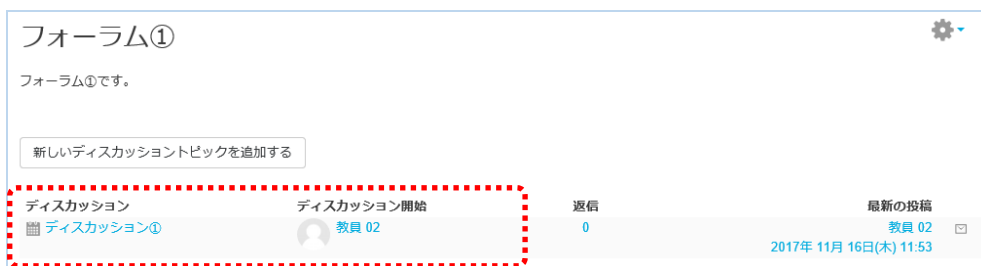 フォーラム①
フォーラム①です。
新しいディスカッショントピックを追加する
ディスカッション ディスカッション開始 返信 最新の投稿
ディスカッション① 教員 02 0 教員 02
2017年 11月 16日(木) 11:53